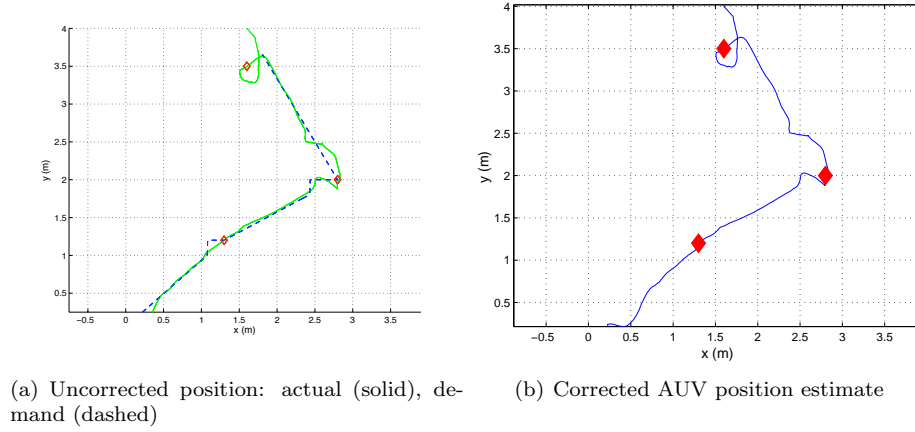 4
3.5
3
2.5
2
1.5
1
0.5
y (m)
−0.5 0 0.5 1 1.5 2 2.5 3 3.5
x (m)
4
3.5
3
2.5
2
1.5
1
0.5
y (m)
−0.5 0 0.5 1 1.5 2 2.5 3 3.5
x (m)
(a) Uncorrected position: actual (solid), de-
mand (dashed)
(b) Corrected AUV position estimate